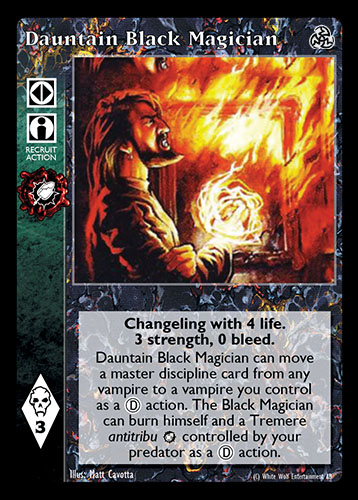 Dauntain Black Magician
RECRUIT
ACTION
Changeling with 4 life.
3 strength, 0 bleed.
Dauntain Black Magician can move
a master discipline card from any
vampire to a vampire you control
as a Ⓓ action. The Black Magician
can burn himself and a Tremere
antitribu controlled by your
predator as a Ⓓ action.
3
Illus: Matt Cavotta
(C) White Wolf Entertainment AB